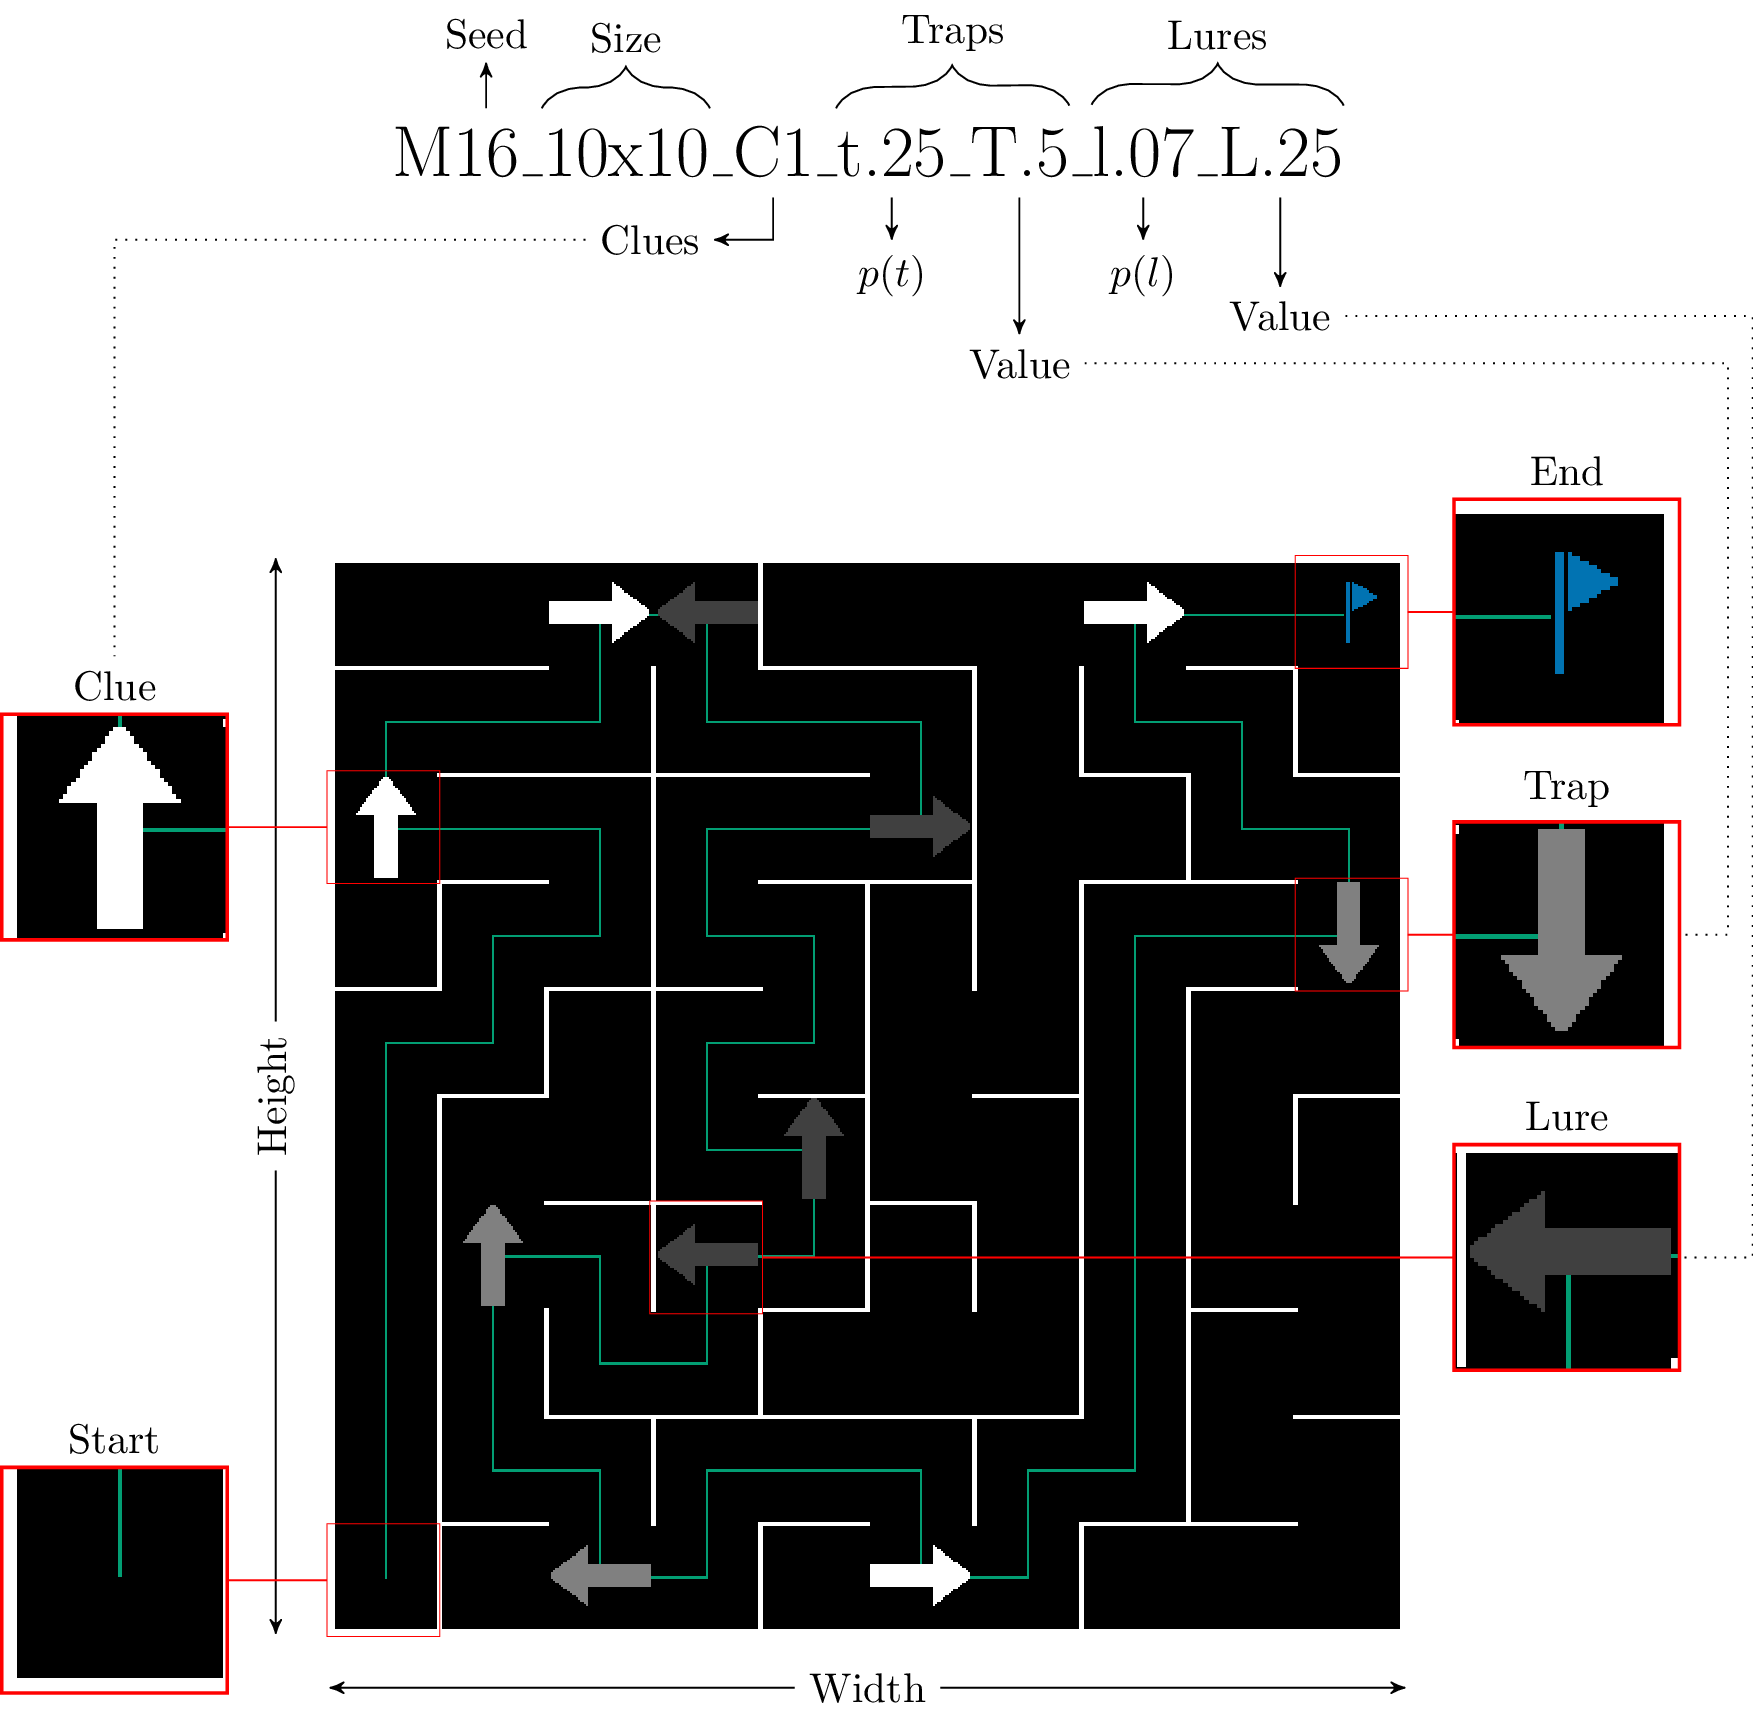 Seed Size Traps Lures
M16_10x10_C1_t.25_T.5_l.07_L.25
Clues
p(t) p(l)
Value
Value
End
Clue
Trap
Height
Lure
Start
Width